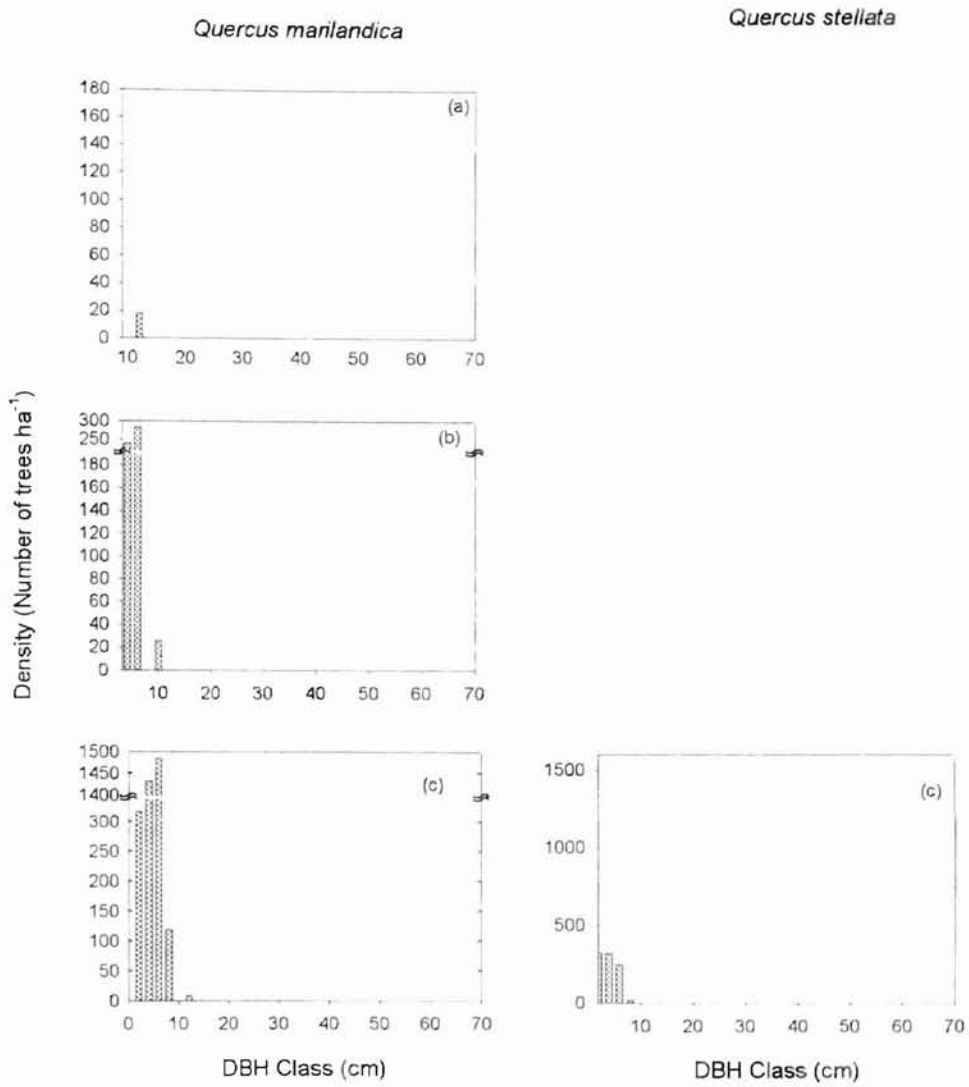 Quercus marilandica
Quercus stellata
Density (Number of trees ha-1)
180
160
140
120
100
80
60
40
20
0
(a)
10 20 30 40 50 60 70
300
250
180
160
140
120
100
80
60
40
20
0
(b)
10 20 30 40 50 60 70
1500
1450
1400
300
250
200
150
100
50
0
(c)
0 10 20 30 40 50 60 70
DBH Class (cm)
1500
1000
500
0
(c)
10 20 30 40 50 60 70
DBH Class (cm)